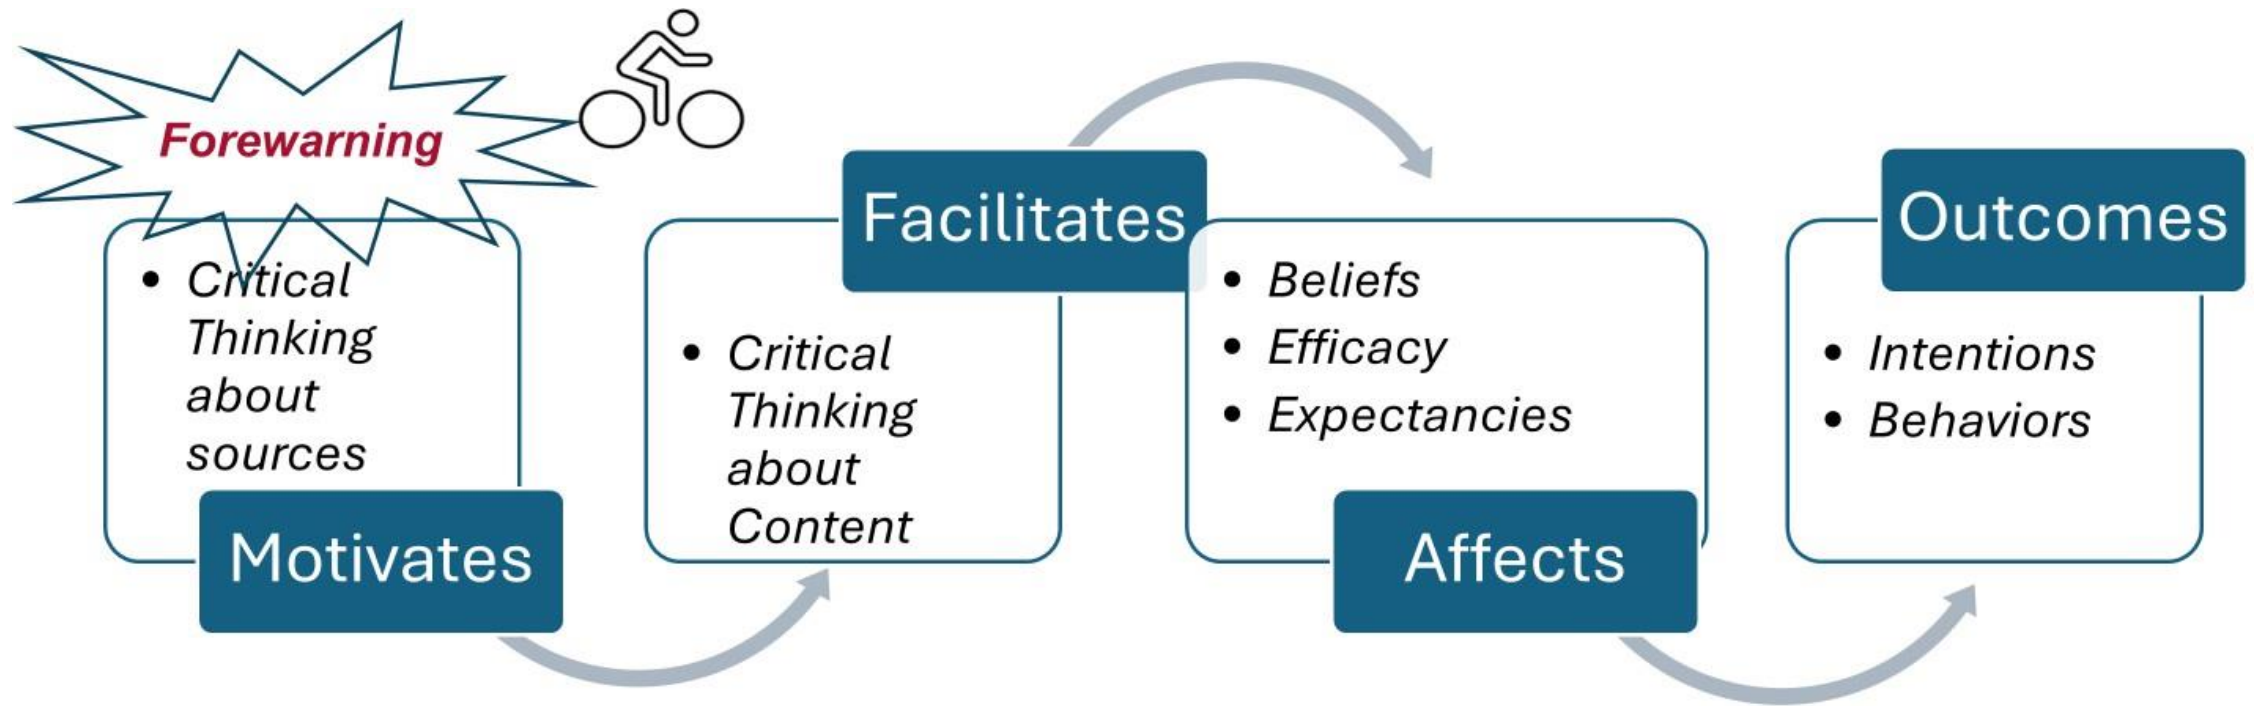 Forewarning
• Critical
Thinking
about
sources
Motivates
Facilitates
• Critical
Thinking
about
Content
• Beliefs
• Efficacy
• Expectancies
Affects
Outcomes
• Intentions
• Behaviors